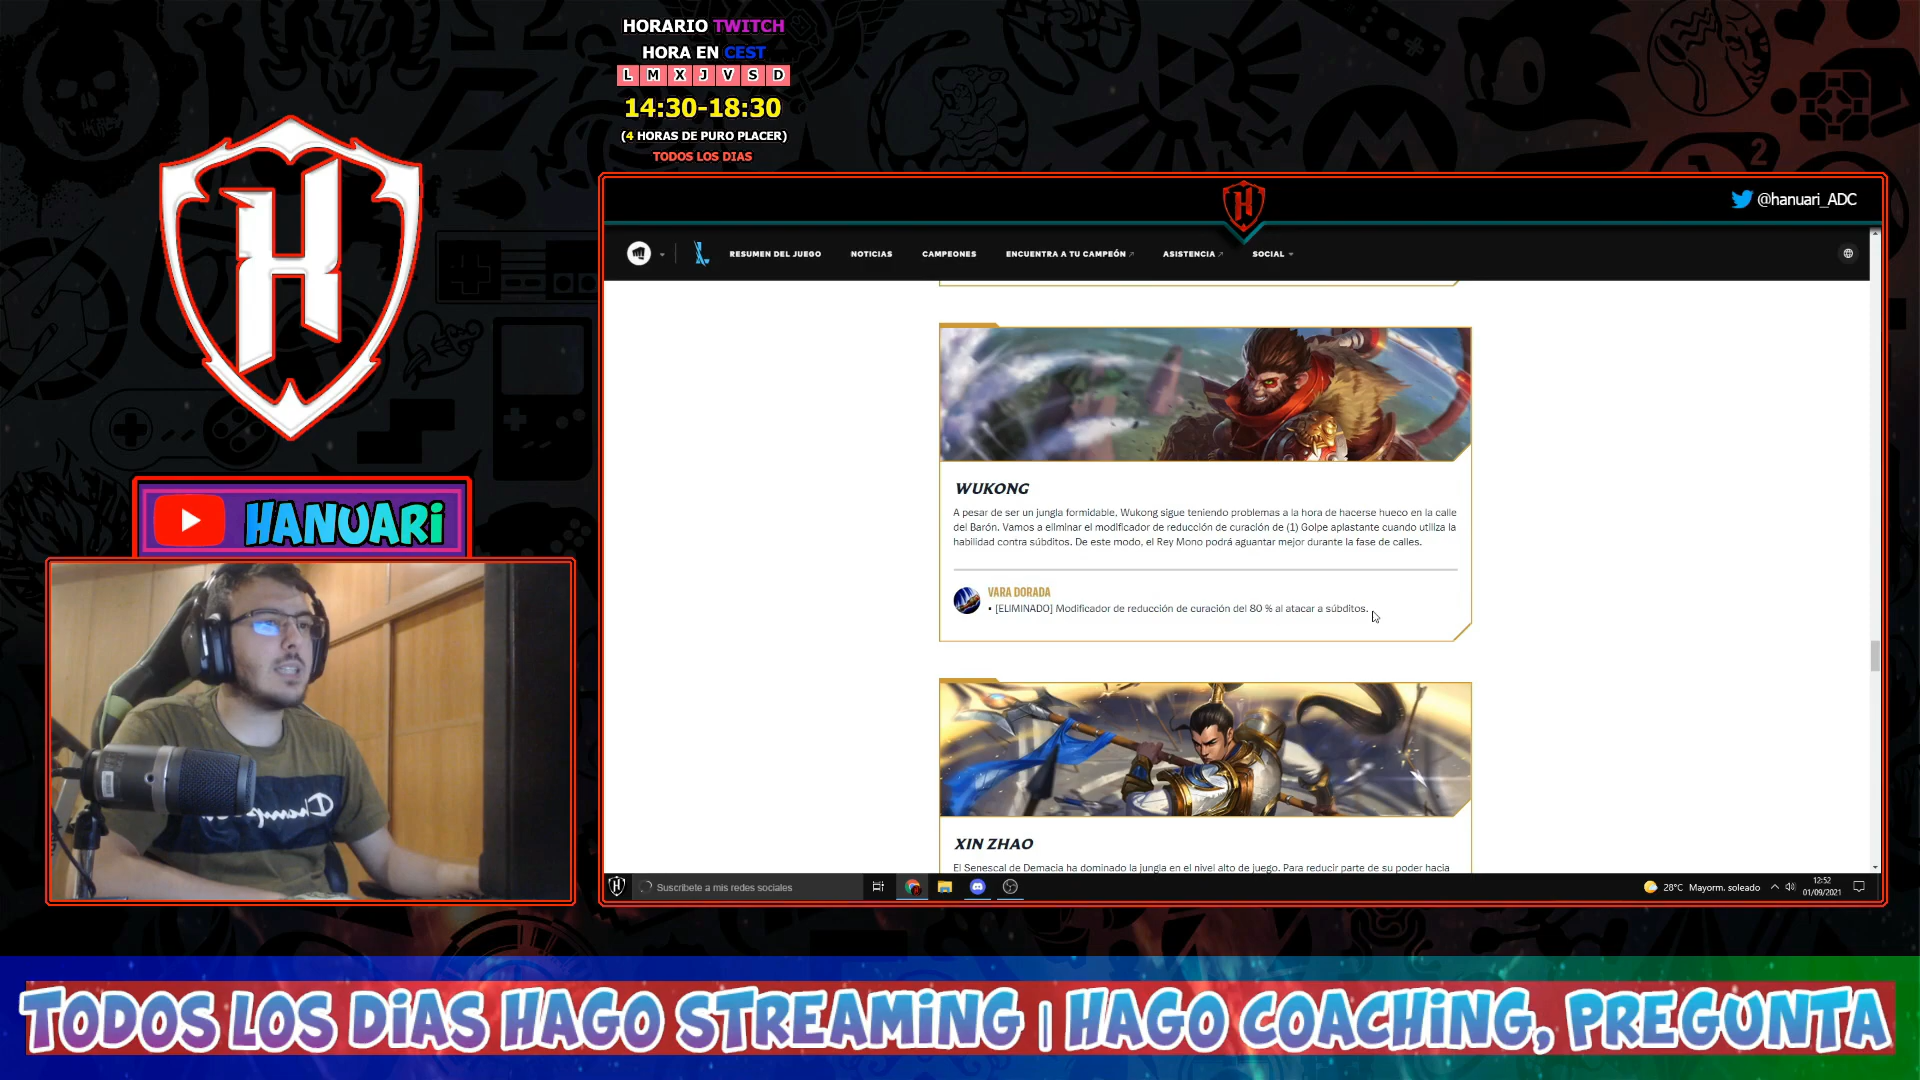 HORARIO TWITCH
HORA EN CEST
L M X J V S D
14:30-18:30
(4 HORAS DE PURO PLACER)
TODOS LOS DIAS
@hanuari_ADC
RESUMEN DEL JUEGO NOTICIAS CAMPEONES ENCUENTRA A TU CAMPEÓN ASISTENCIA SOCIAL
WUKONG
A pesar de ser un jungla formidable, Wukong sigue teniendo problemas a la hora de hacerse hueco en la calle
del Barón. Vamos a eliminar el modificador de reducción de curación de (1) Golpe aplastante cuando utiliza la
habilidad contra súbditos. De este modo, el Rey Mono podrá aguantar mejor durante la fase de calles.
VARA DORADA
• [ELIMINADO] Modificador de reducción de curación del 80 % al atacar a súbditos.
XIN ZHAO
El Senescal de Demacia ha dominado la jungla en el nivel alto de juego. Para reducir parte de su poder hacia
Suscribete a mis redes sociales
28°C Mayorm. soleado
12:52
01/09/2021
H
HANUARI
Champion
TODOS LOS DIAS HAGO STREAMING | HAGO COACHING, PREGUNTA